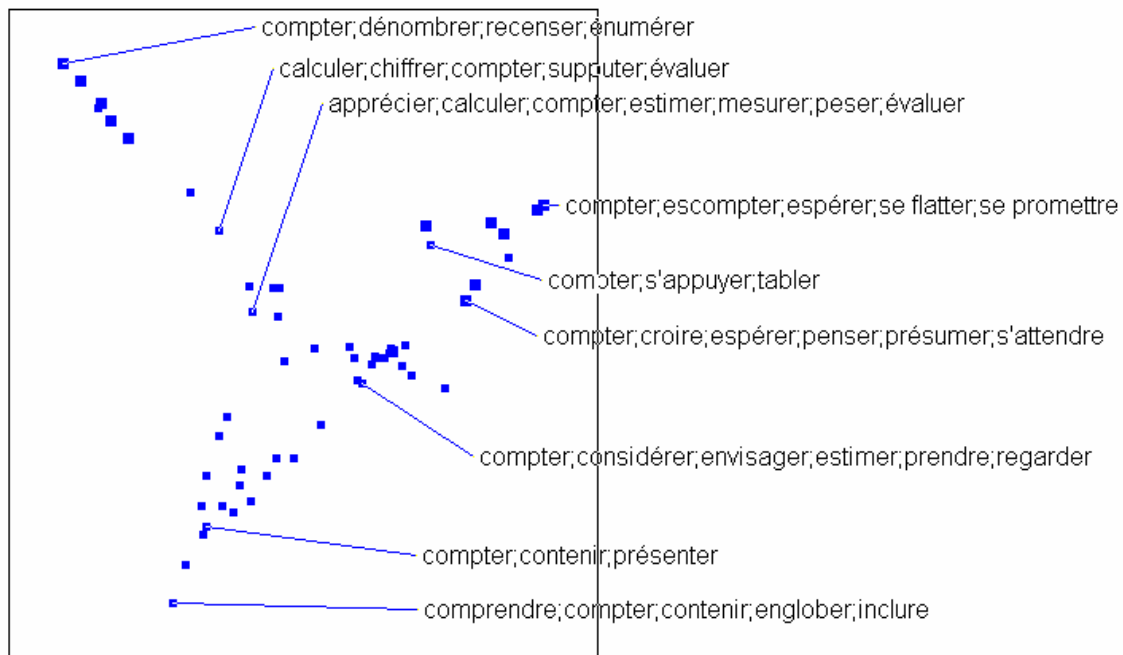 compter;dénombrer;recenser;énumérer
calculer;chiffrer;compter;supputer;évaluer
apprécier;calculer;compter;estimer;mesurer;peser;évaluer
compter;escompter;espérer;se flatter;se promettre
compter;s'appuyer;tabler
compter;croire;espérer;penser;présumer;s'attendre
compter;considérer;envisager;estimer;prendre;regarder
compter;contenir;présenter
comprendre;compter;contenir;englober;inclure